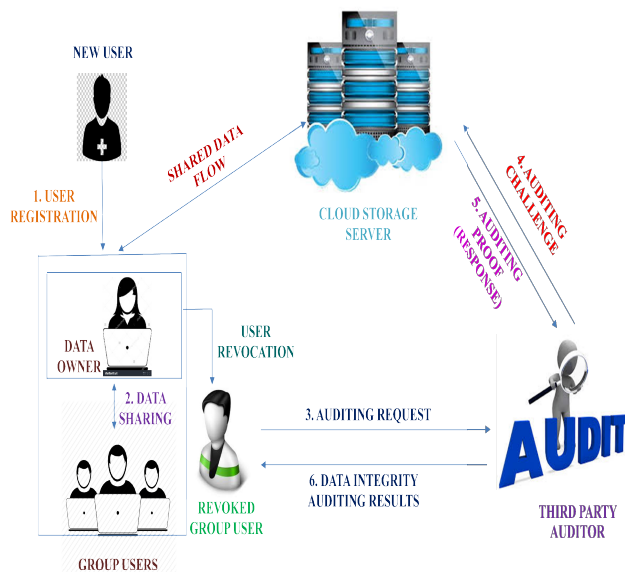 NEW USER
SHARED DATA
FLOW
1. USER
REGISTRATION
CLOUD STORAGE
SERVER
4. AUDITING
CHALLENGE
5. AUDITING
PROOF
(RESPONSE)
DATA
OWNER
USER
REVOCATION
2. DATA
SHARING
3. AUDITING REQUEST
AUDIT
6. DATA INTEGRITY
AUDITING RESULTS
REVOKED
GROUP USER
THIRD PARTY
AUDITOR
GROUP USERS